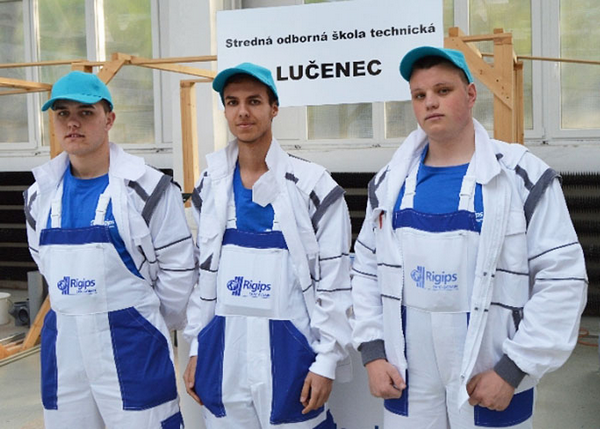 Stredná odborná škola technická
LUČENEC
Rigips
Rigips
Rigips